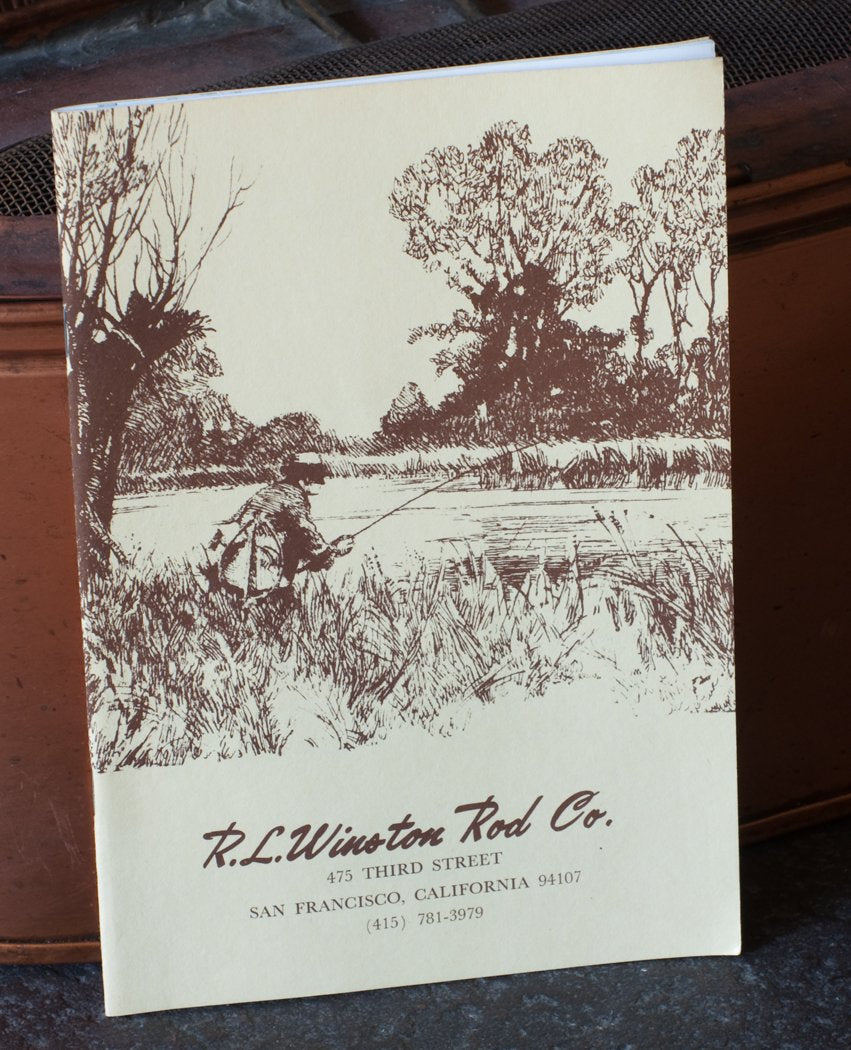 R.L.Winston Rod Co.
475 THIRD STREET
SAN FRANCISCO, CALIFORNIA 94107
(415) 781-3979